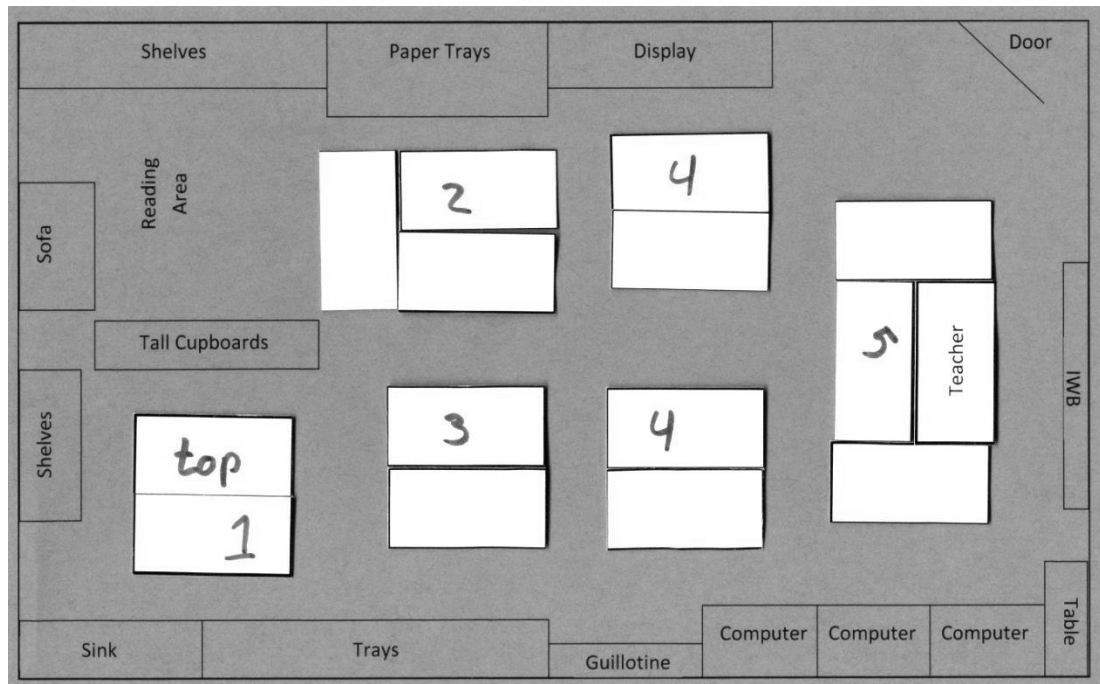 Shelves
Paper Trays
Display
Door
Reading
Area
Sofa
2
4
Tall Cupboards
5
Teacher
IWB
Shelves
top
1
3
4
Sink
Trays
Guillotine
Computer
Computer
Computer
Table